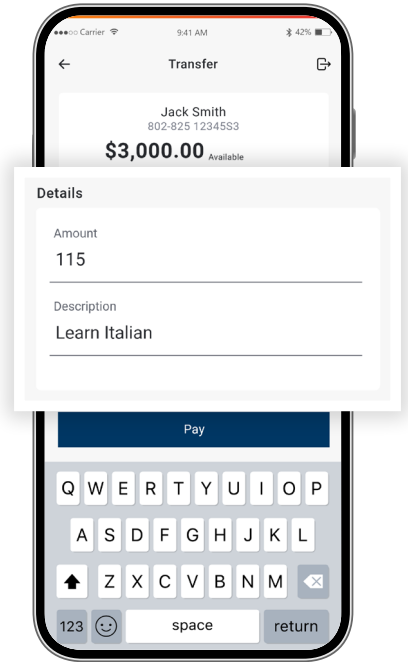 Carrier 9:41 AM 42%
Transfer
Jack Smith
802-825 12345S3
$3,000.00 Available
Details
Amount
115
Description
Learn Italian
Pay
Q W E R T Y U I O P
A S D F G H J K L
Z X C V B N M
123 space return